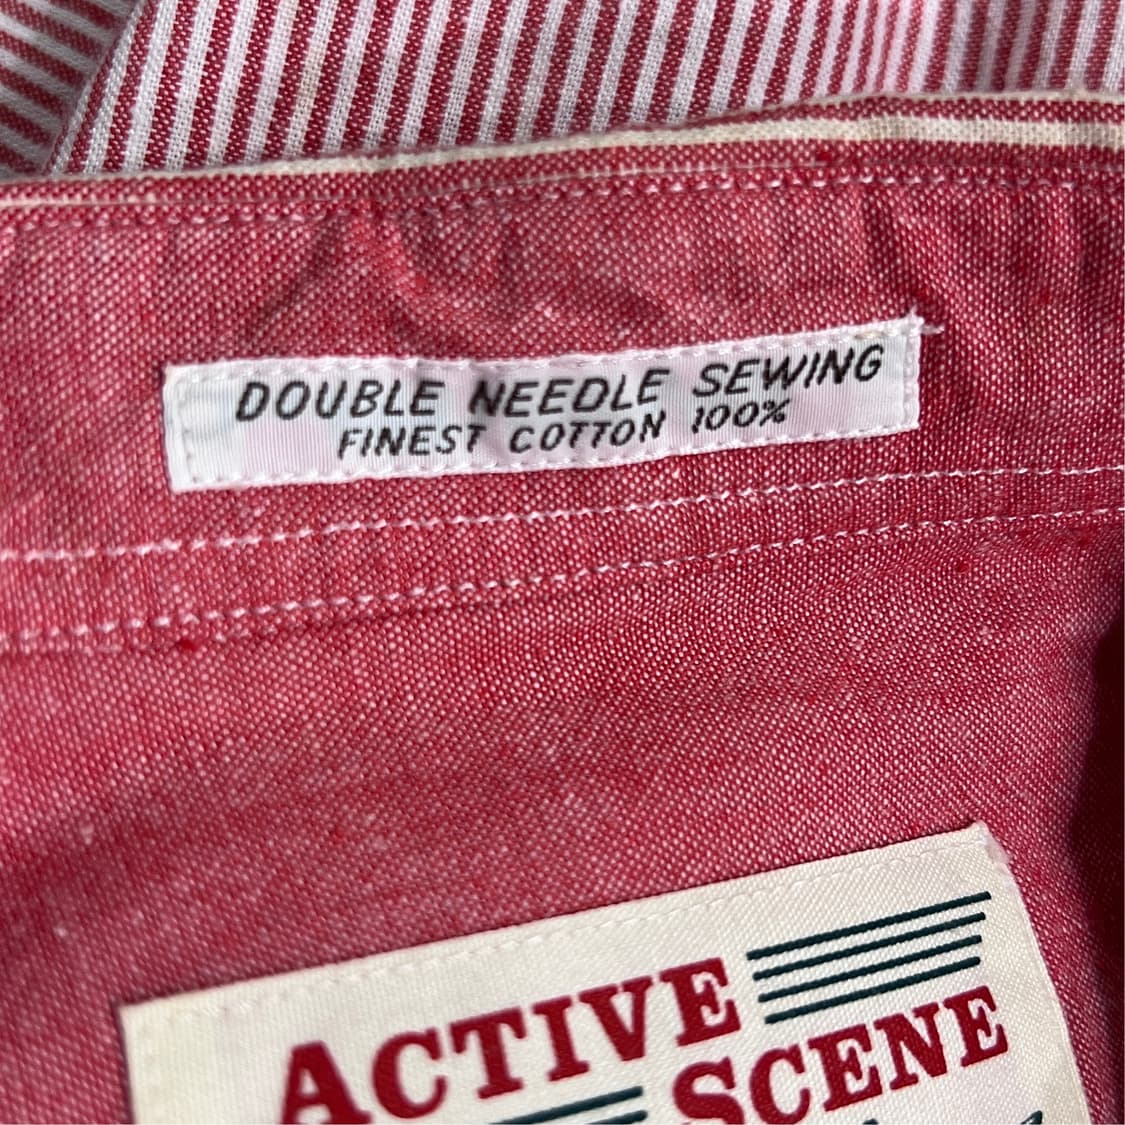 DOUBLE NEEDLE SEWING
FINEST COTTON 100%
ACTIVE
SCENE